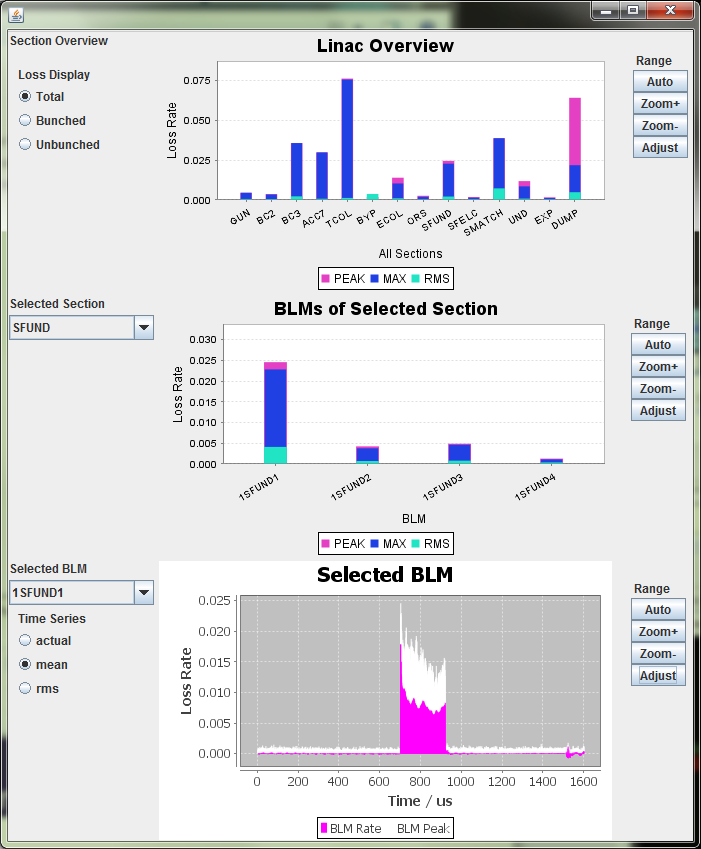 Section Overview
Loss Display
Total
Bunched
Unbunched
Linac Overview
Loss Rate
0.075
0.050
0.025
0.000
GUN BC2 BC3 ACC7 TCOL BYP ECOL ORS SFUND SFELC SMATCH UND EXP DUMP
All Sections
PEAK MAX RMS
Range
Auto
Zoom+
Zoom-
Adjust
Selected Section
SFUND
BLMs of Selected Section
Loss Rate
0.030
0.025
0.020
0.015
0.010
0.005
0.000
1SFUND1 1SFUND2 1SFUND3 1SFUND4
BLM
PEAK MAX RMS
Range
Auto
Zoom+
Zoom-
Adjust
Selected BLM
1SFUND1
Time Series
actual
mean
rms
Selected BLM
Loss Rate
0.025
0.020
0.015
0.010
0.005
0.000
0 200 400 600 800 1000 1200 1400 1600
Time / us
BLM Rate BLM Peak
Range
Auto
Zoom+
Zoom-
Adjust